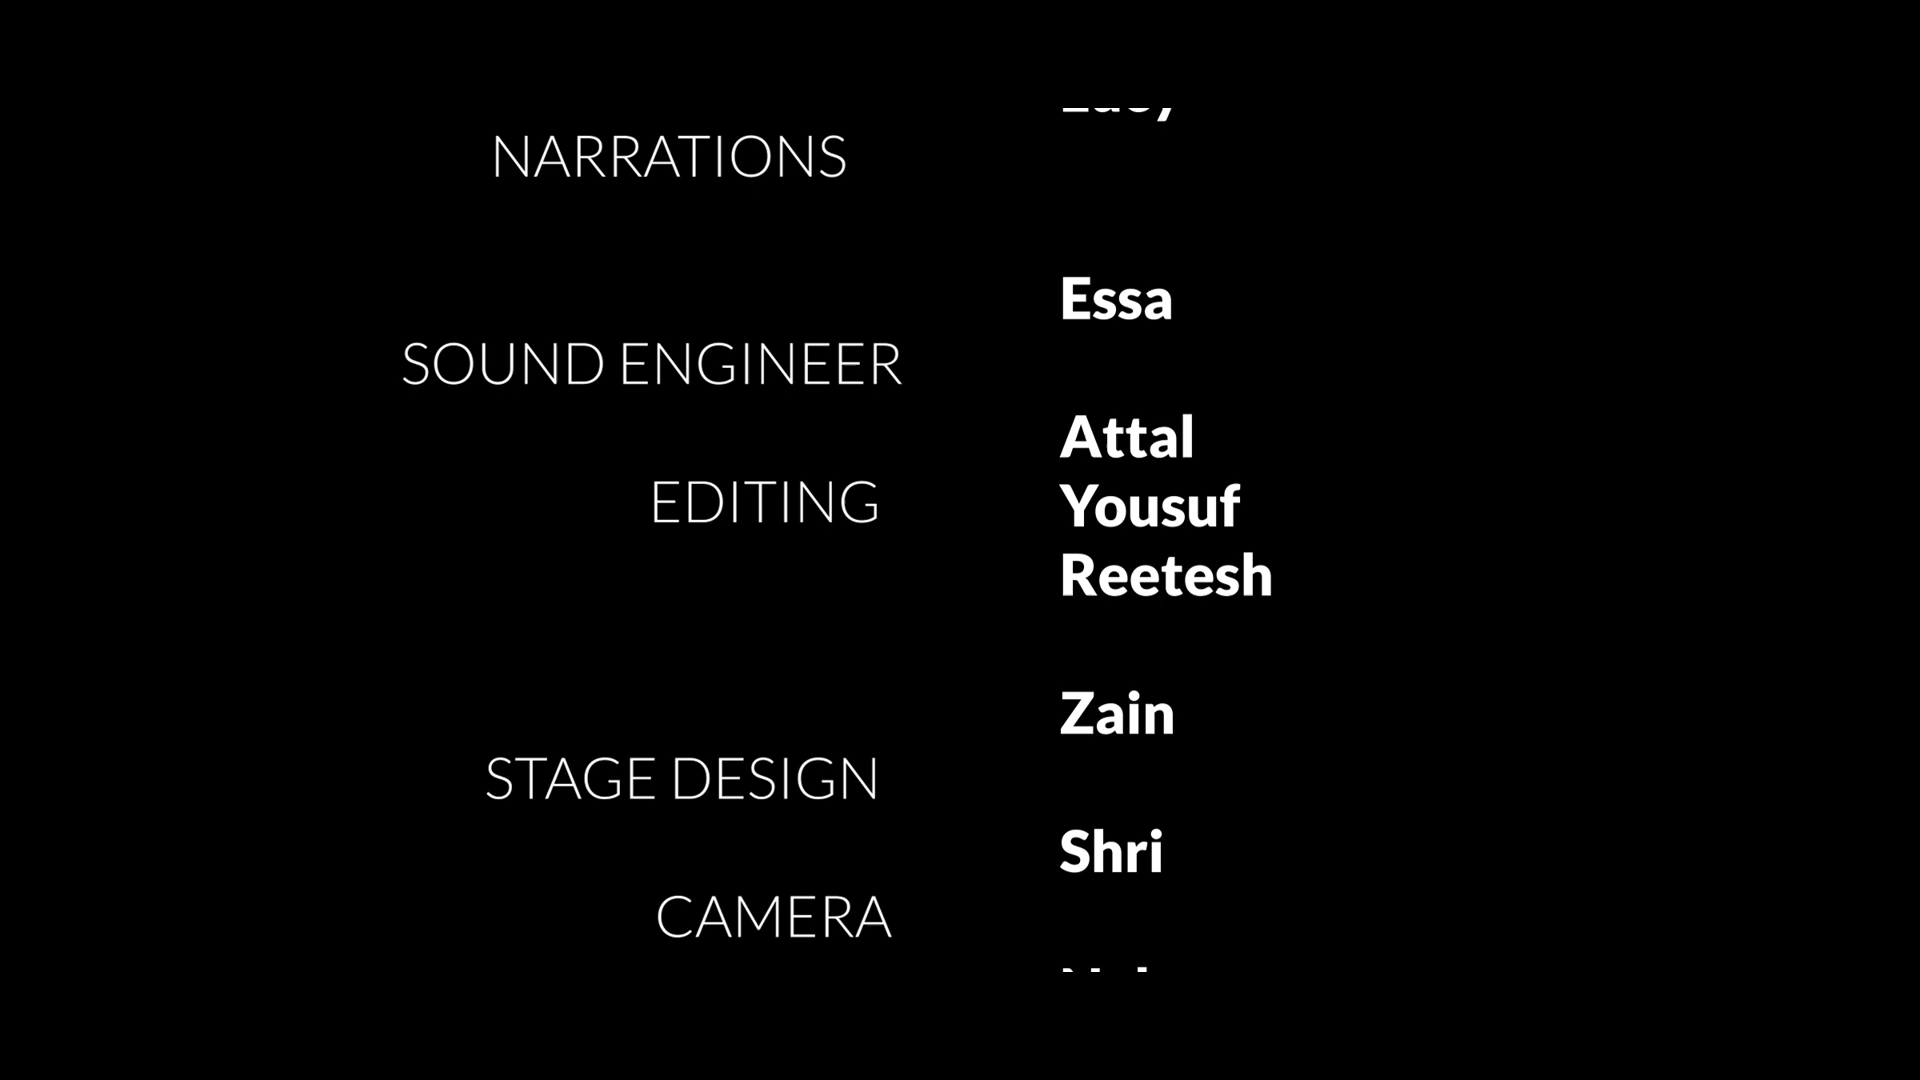 NARRATIONS
Essa
SOUND ENGINEER
Attal
EDITING
Yousuf
Reetesh
Zain
STAGE DESIGN
Shri
CAMERA